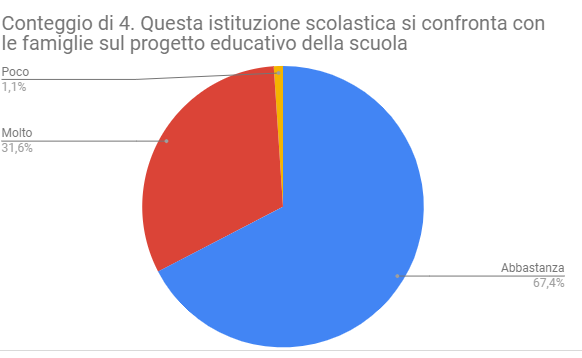 Conteggio di 4. Questa istituzione scolastica si confronta con
le famiglie sul progetto educativo della scuola
Poco
1,1%
Molto
31,6%
Abbastanza
67,4%